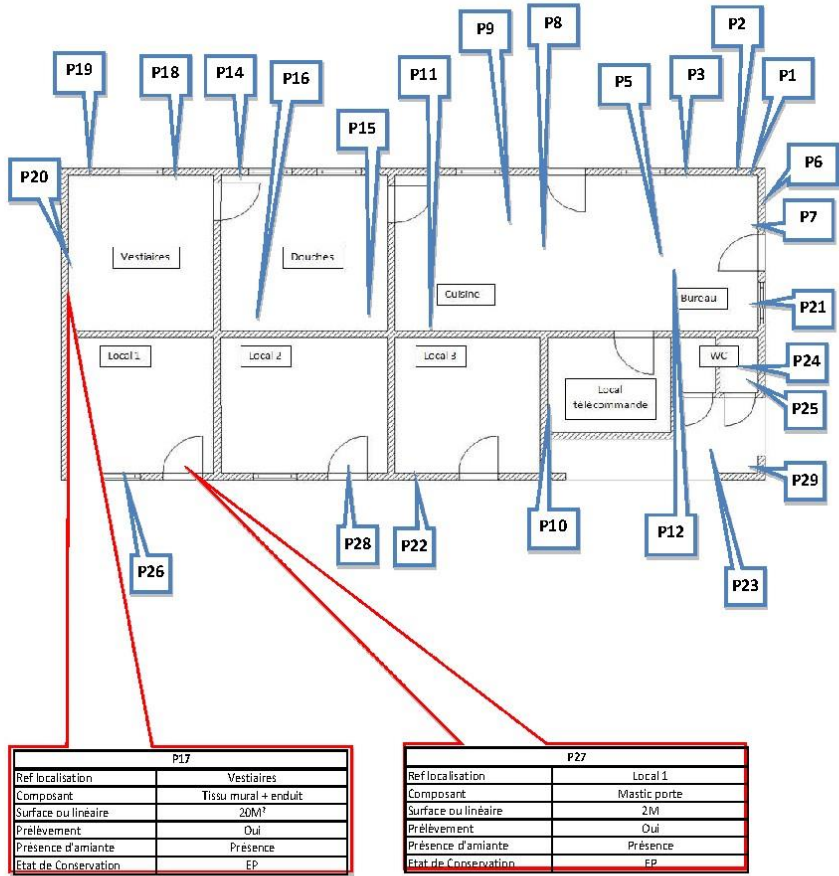 P9
P8
P2
P19
P18
P14
P16
P11
P5
P3
P1
P15
P20
P6
P7
Vestiaires
Douches
Cuisine
Bureau
P21
Local 1
Local 2
Local 3
WC
P24
Local
télécommande
P25
P29
P10
P12
P28
P22
P26
P23
P17
Ref localisation Vestiaires
Composant Tissu mural + enduit
Surface ou linéaire 20M²
Prélèvement Oui
Présence d'amiante Présence
Etat de Conservation EP
P27
Ref localisation Local 1
Composant Mastic porte
Surface ou linéaire 2M
Prélèvement Oui
Présence d'amiante Présence
Etat de Conservation EP